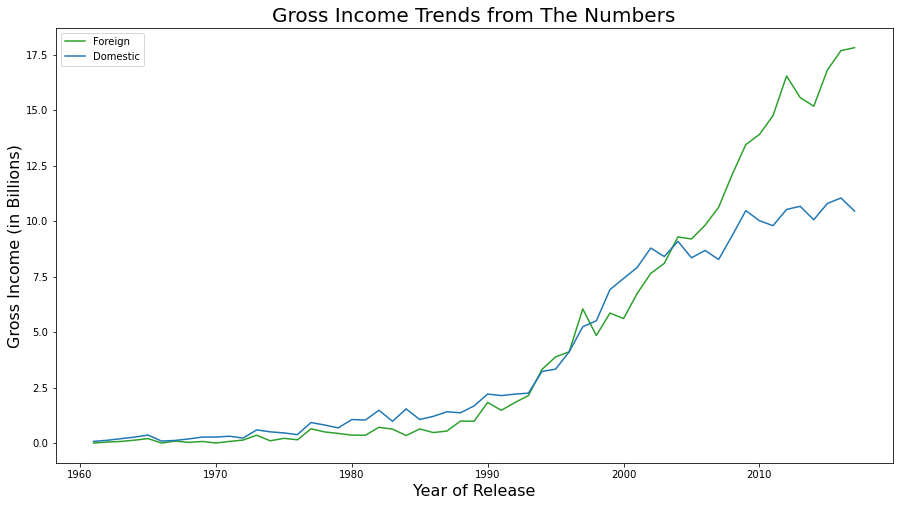 Gross Income Trends from The Numbers
Foreign
Domestic
Gross Income (in Billions)
17.5
15.0
12.5
10.0
7.5
5.0
2.5
0.0
1960 1970 1980 1990 2000 2010
Year of Release